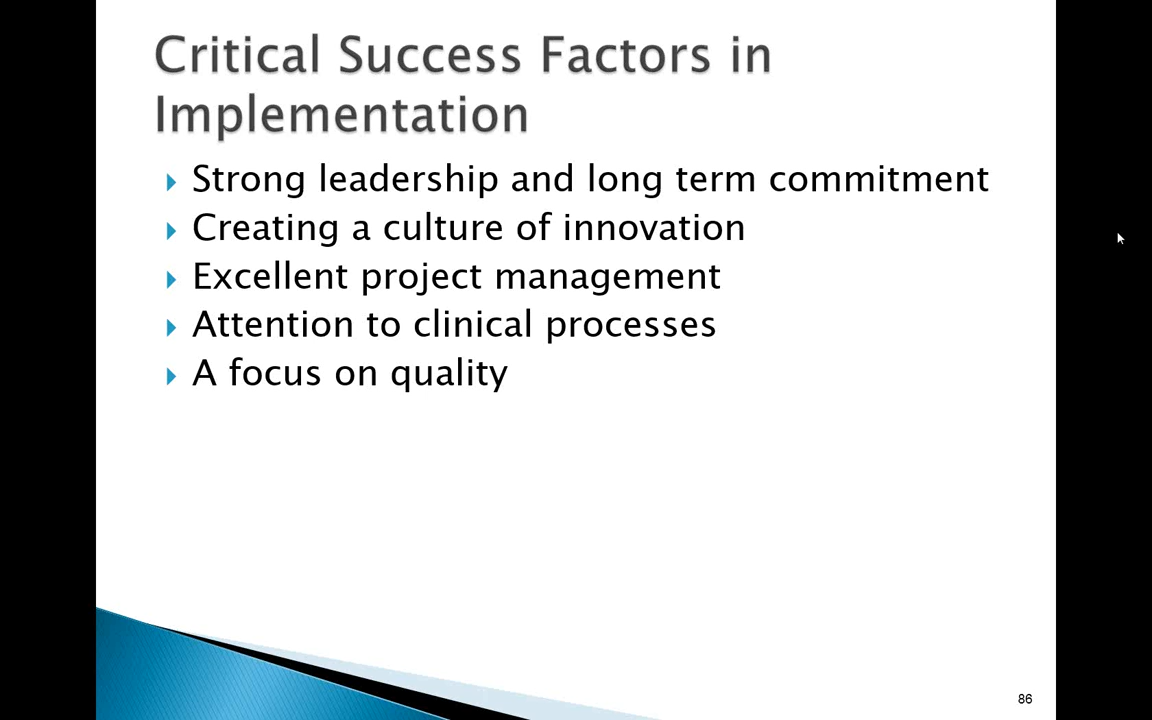 Critical Success Factors in
Implementation
Strong leadership and long term commitment
Creating a culture of innovation
Excellent project management
Attention to clinical processes
A focus on quality
86